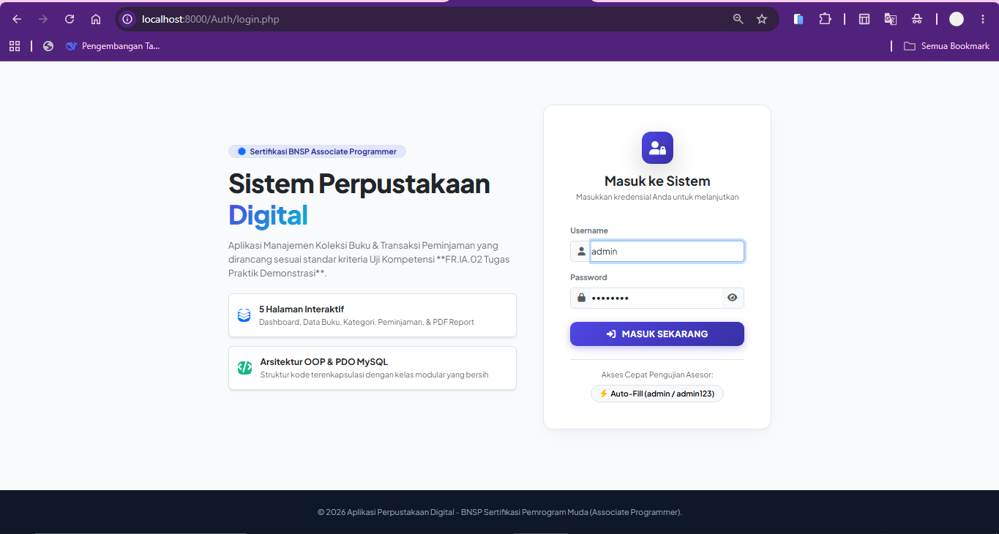 localhost:8000/Auth/login.php
Pengembangan Ta...
Semua Bookmark
Sertifikasi BNSP Associate Programmer
Sistem Perpustakaan
Digital
Aplikasi Manajemen Koleksi Buku & Transaksi Peminjaman yang
dirancang sesuai standar kriteria Uji Kompetensi **FR.IA.02 Tugas
Praktik Demonstrasi**.
5 Halaman Interaktif
Dashboard, Data Buku, Kategori, Peminjaman, & PDF Report
Arsitektur OOP & PDO MySQL
Struktur kode terenkapsulasi dengan kelas modular yang bersih
Masuk ke Sistem
Masukkan kredensial Anda untuk melanjutkan
Username
admin
Password
••••••••
MASUK SEKARANG
Akses Cepat Pengujian Asesor:
Auto-Fill (admin / admin123)
© 2026 Aplikasi Perpustakaan Digital - BNSP Sertifikasi Pemrogram Muda (Associate Programmer).